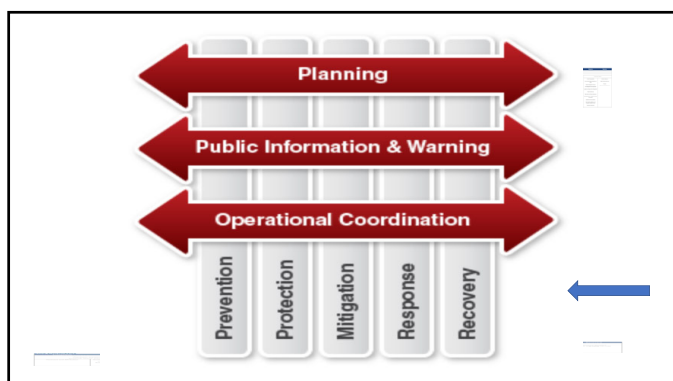 Planning
Public Information & Warning
Operational Coordination
Prevention
Protection
Mitigation
Response
Recovery